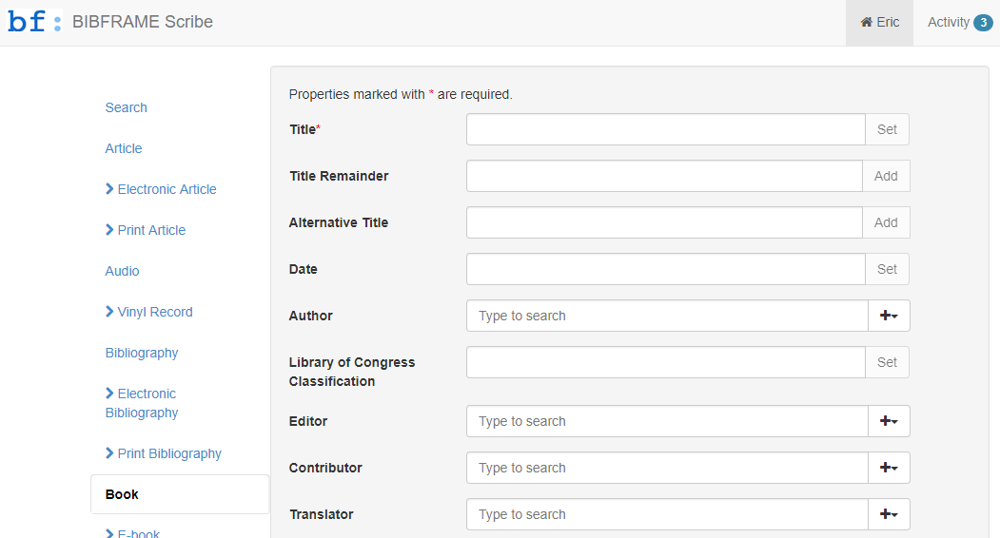 bf: BIBFRAME Scribe
Eric
Activity 3
Search
Article
Electronic Article
Print Article
Audio
Vinyl Record
Bibliography
Electronic
Bibliography
Print Bibliography
Book
E-book
Properties marked with * are required.
Title* Set
Title Remainder Add
Alternative Title Add
Date Set
Author Type to search
Library of Congress Set
Classification
Editor Type to search
Contributor Type to search
Translator Type to search